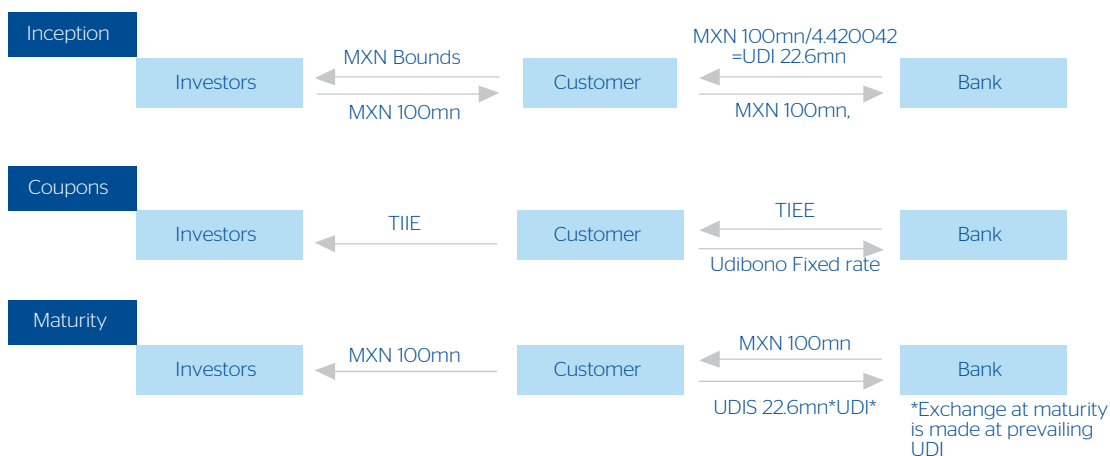 Inception
MXN Bounds
MXN 100mn/4.420042
=UDI 22.6mn
Investors
Customer
Bank
MXN 100mn
MXN 100mn,
Coupons
TIIE
TIEE
Investors
Customer
Bank
Udibono Fixed rate
Maturity
MXN 100mn
MXN 100mn
Investors
Customer
Bank
UDIS 22.6mn*UDI*
*Exchange at maturity
is made at prevailing
UDI